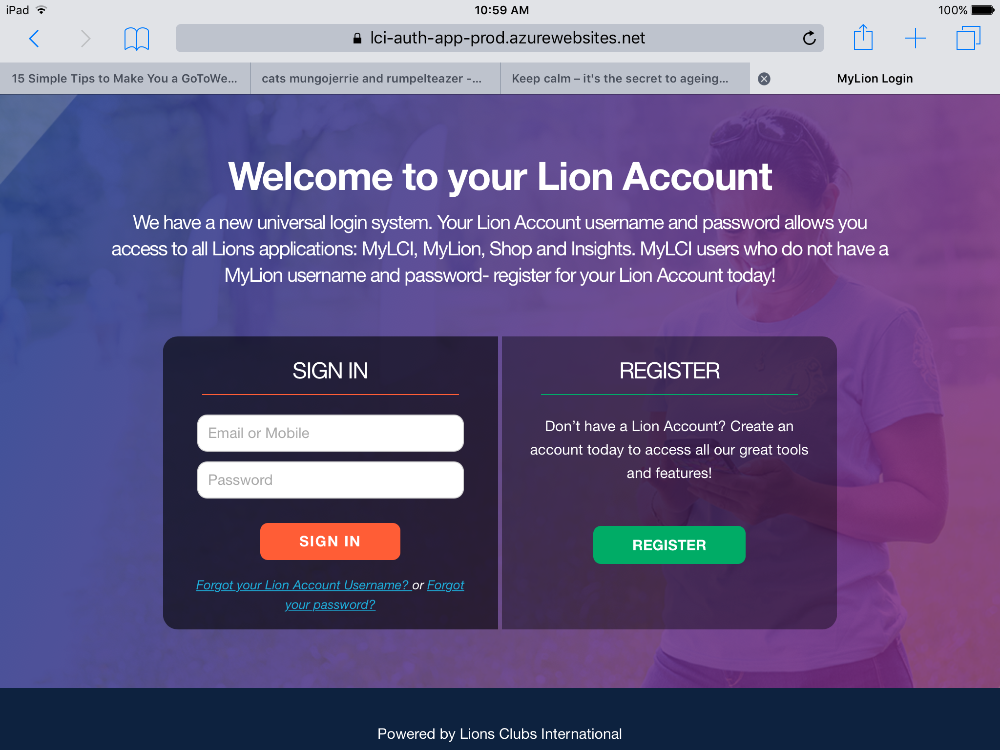 iPad
10:59 AM
100%
lci-auth-app-prod.azurewebsites.net
15 Simple Tips to Make You a GoToWe...
cats mungojerrie and rumpelteazer -...
Keep calm – it's the secret to ageing...
MyLion Login
Welcome to your Lion Account
We have a new universal login system. Your Lion Account username and password allows you
access to all Lions applications: MyLCI, MyLion, Shop and Insights. MyLCI users who do not have a
MyLion username and password- register for your Lion Account today!
SIGN IN
Email or Mobile
Password
SIGN IN
Forgot your Lion Account Username? or Forgot
your password?
REGISTER
Don’t have a Lion Account? Create an
account today to access all our great tools
and features!
REGISTER
Powered by Lions Clubs International